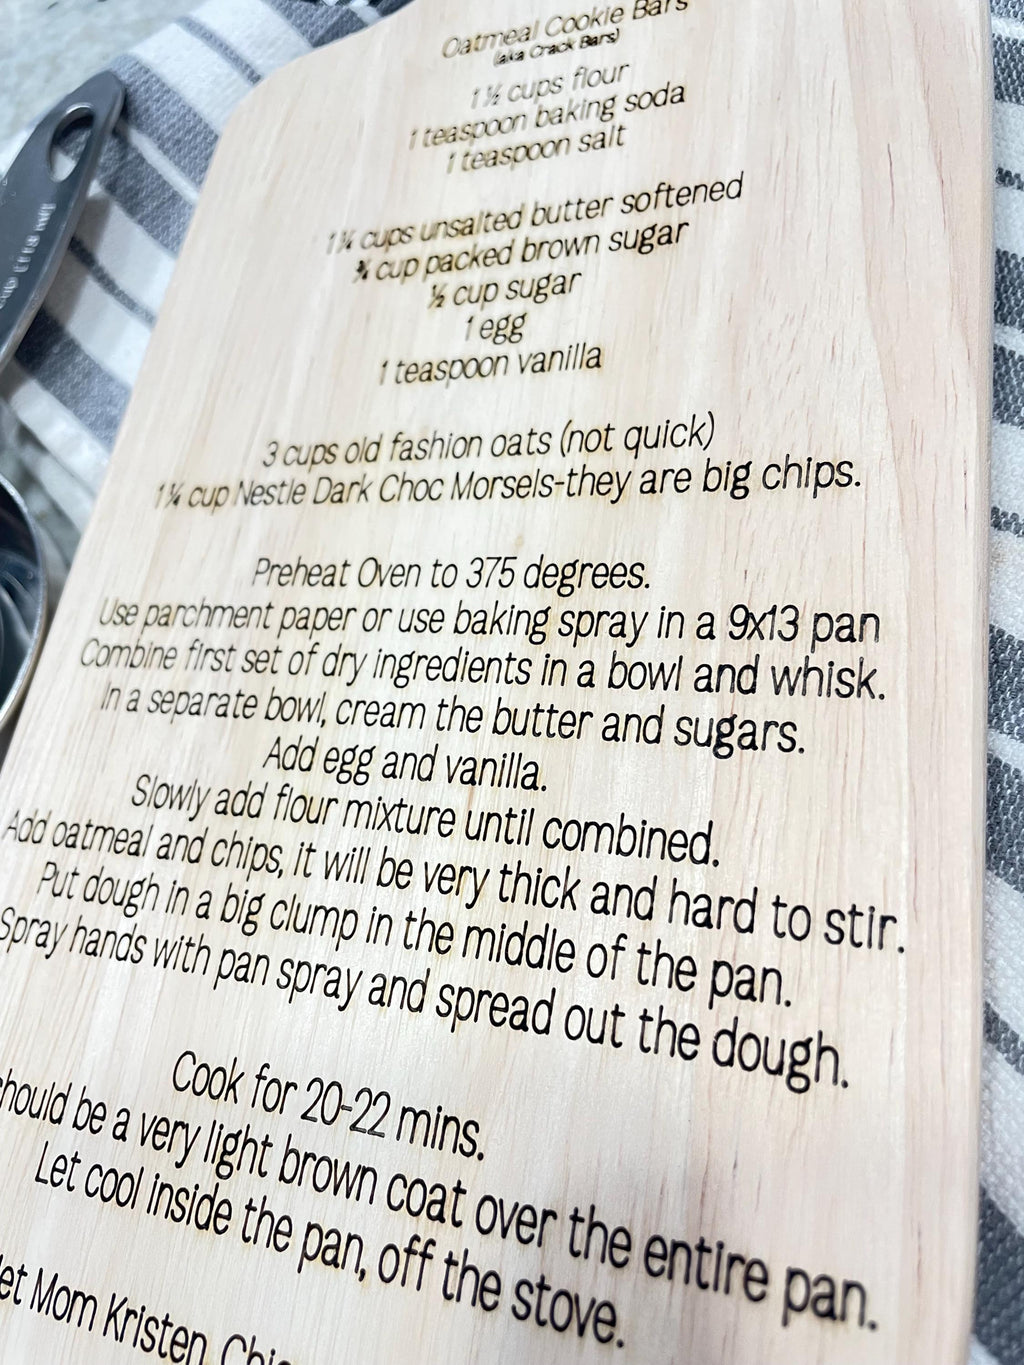 Oatmeal Cookie Bars
(aka Crack Bars)
1 ½ cups flour
1 teaspoon baking soda
1 teaspoon salt
1 ¼ cups unsalted butter softened
¾ cup packed brown sugar
½ cup sugar
1 egg
1 teaspoon vanilla
3 cups old fashion oats (not quick)
1 ¼ cup Nestle Dark Choc Morsels-they are big chips.
Preheat Oven to 375 degrees.
Use parchment paper or use baking spray in a 9x13 pan
Combine first set of dry ingredients in a bowl and whisk.
In a separate bowl, cream the butter and sugars.
Add egg and vanilla.
Slowly add flour mixture until combined.
Add oatmeal and chips, it will be very thick and hard to stir.
Put dough in a big clump in the middle of the pan.
Spray hands with pan spray and spread out the dough.
Cook for 20-22 mins.
should be a very light brown coat over the entire pan.
Let cool inside the pan, off the stove.
Mom Kristen